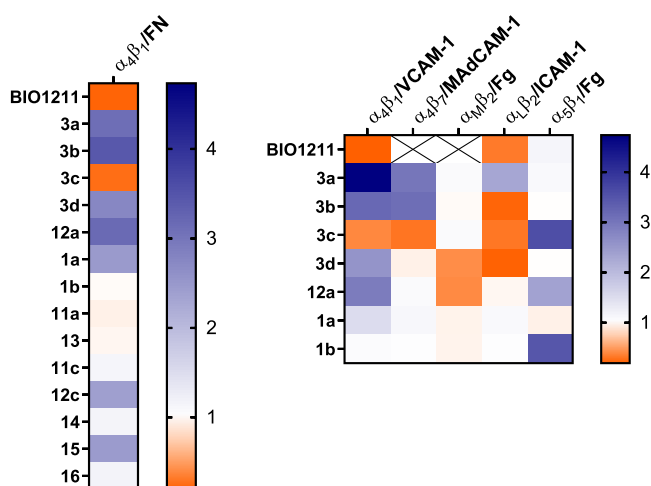 α4β1/FN
BIO1211
3a
3b
3c
3d
12a
1a
1b
11a
13
11c
12c
14
15
16
4
3
2
1
α4β1/VCAM-1
α4β7/MAdCAM-1
αMβ2/Fg
αLβ2/ICAM-1
α5β1/Fg
BIO1211
3a
3b
3c
3d
12a
1a
1b
4
3
2
1